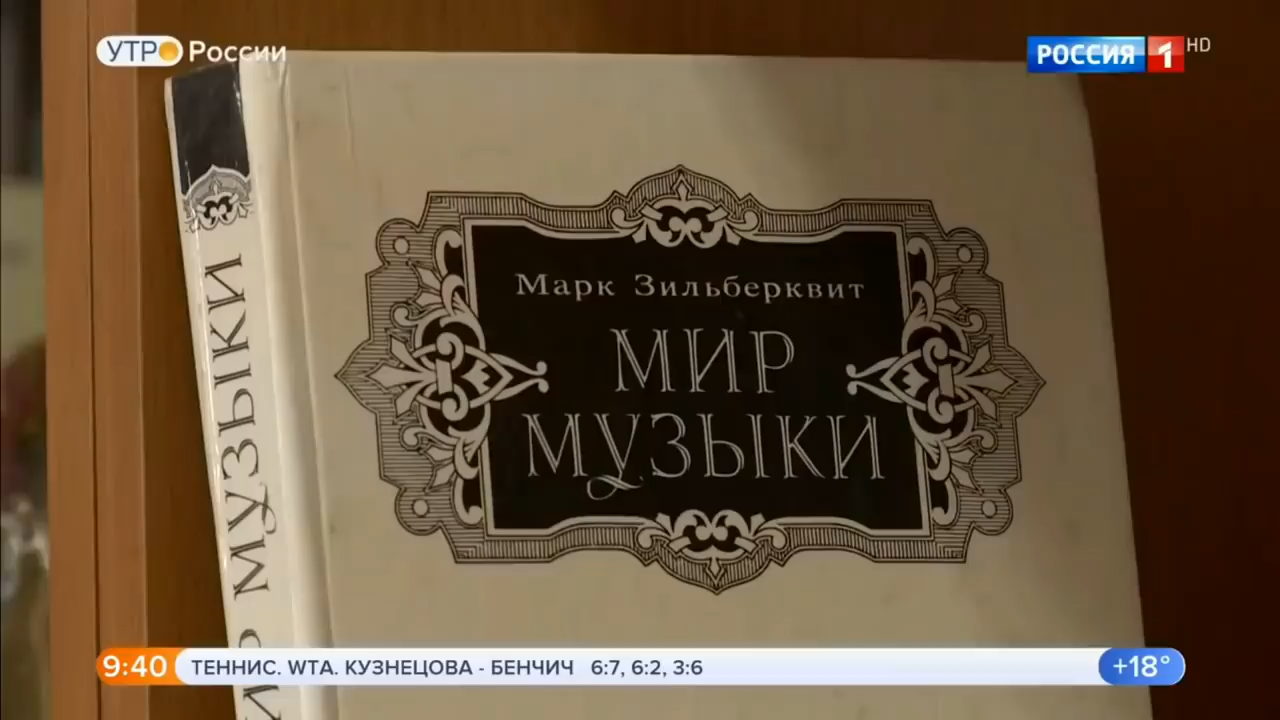 УТРО России
РОССИЯ 1 HD
Марк Зильберквит
МИР
МУЗЫКИ
МИР МУЗЫКИ
9:40 ТЕННИС. WTA. КУЗНЕЦОВА - БЕНЧИЧ 6:7, 6:2, 3:6 +18°